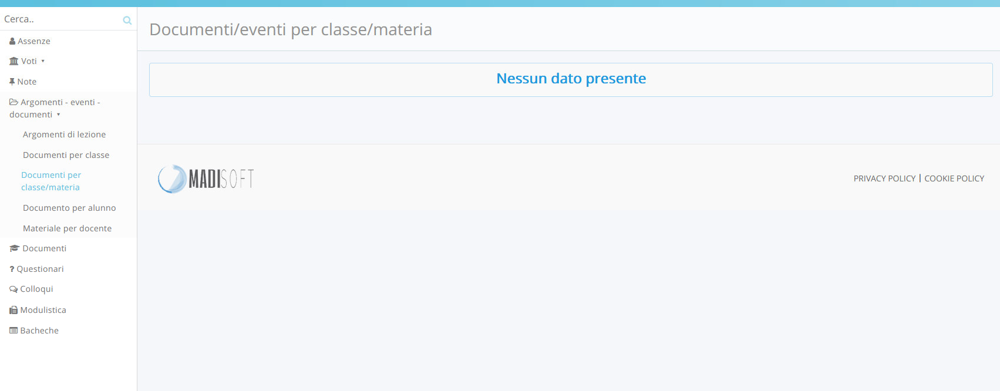 Cerca..
Assenze
Voti
Note
Argomenti - eventi -
documenti
Argomenti di lezione
Documenti per classe
Documenti per
classe/materia
Documento per alunno
Materiale per docente
Documenti
? Questionari
Colloqui
Modulistica
Bacheche
Documenti/eventi per classe/materia
Nessun dato presente
MADISOFT
PRIVACY POLICY | COOKIE POLICY